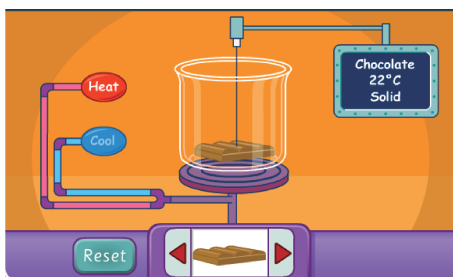 Chocolate
22°C
Solid
Heat
Cool
Reset